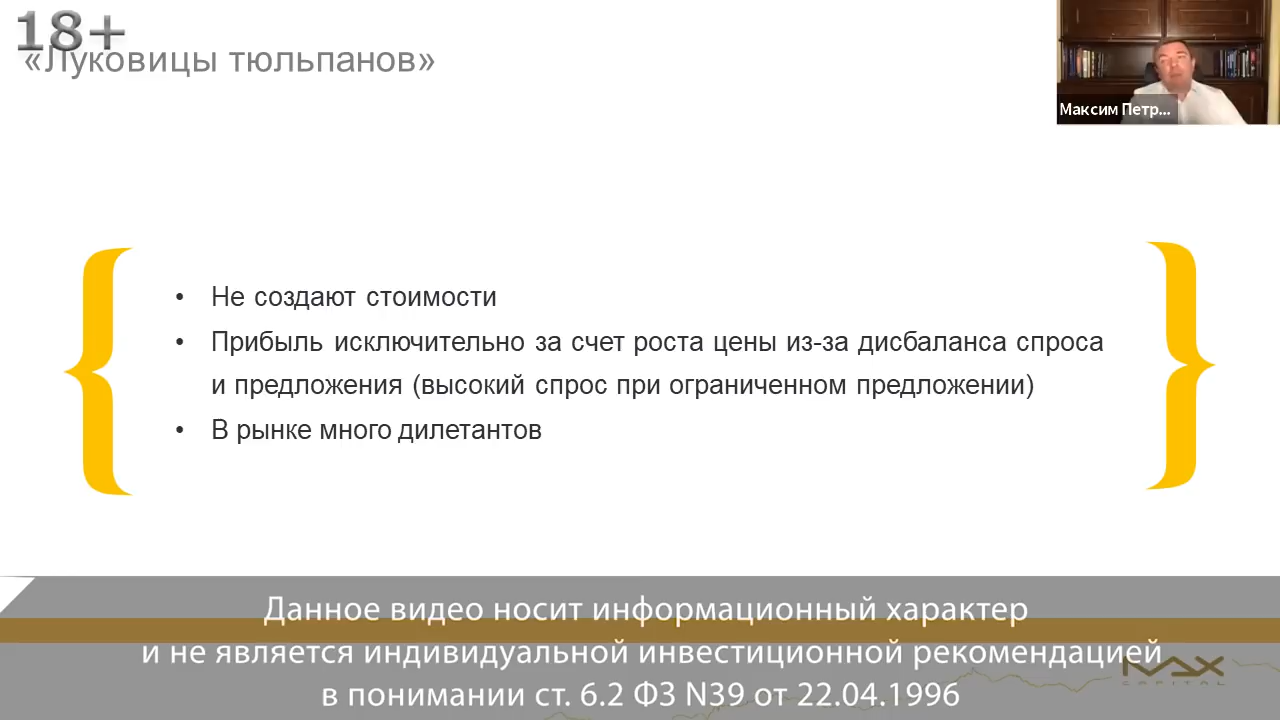 18+
«Луковицы тюльпанов»
Максим Петр...
• Не создают стоимости
• Прибыль исключительно за счет роста цены из-за дисбаланса спроса
и предложения (высокий спрос при ограниченном предложении)
• В рынке много дилетантов
Данное видео носит информационный характер
и не является индивидуальной инвестиционной рекомендацией
в понимании ст. 6.2 ФЗ N39 от 22.04.1996
MAX
CAPITAL